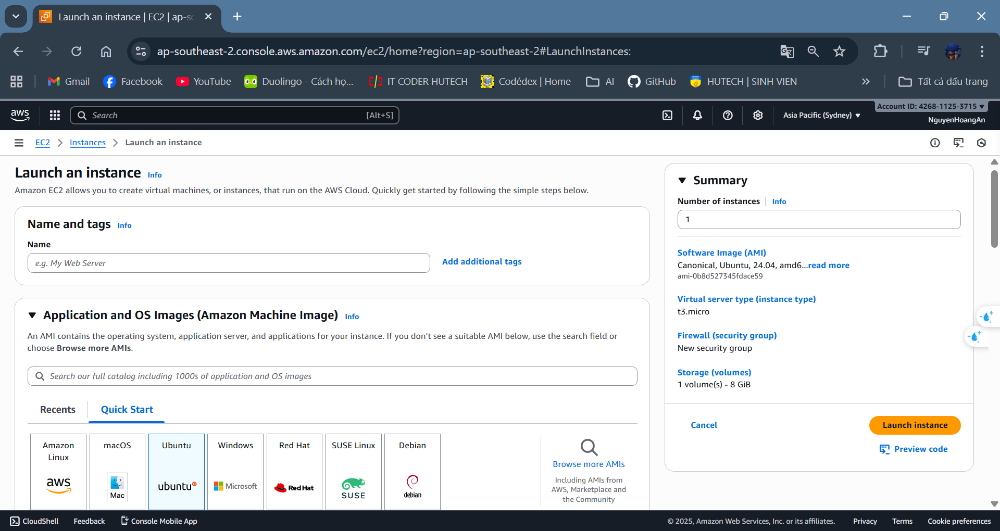 Launch an instance | EC2 | ap-so
ap-southeast-2.console.aws.amazon.com/ec2/home?region=ap-southeast-2#LaunchInstances:
Gmail
Facebook
YouTube
Duolingo - Cách họ...
IT CODER HUTECH
Codédex | Home
AI
GitHub
HUTECH | SINH VIEN
Tất cả dấu trang
aws
Search
[Alt+S]
Asia Pacific (Sydney)
Account ID: 4268-1125-3715
NguyenHoangAn
EC2
Instances
Launch an instance
Launch an instance Info
Amazon EC2 allows you to create virtual machines, or instances, that run on the AWS Cloud. Quickly get started by following the simple steps below.
Name and tags Info
Name
e.g. My Web Server
Add additional tags
Application and OS Images (Amazon Machine Image) Info
An AMI contains the operating system, application server, and applications for your instance. If you don't see a suitable AMI below, use the search field or
choose Browse more AMIs.
Search our full catalog including 1000s of application and OS images
Recents
Quick Start
Amazon
Linux
aws
macOS
Mac
Ubuntu
ubuntu
Windows
Microsoft
Red Hat
Red Hat
SUSE Linux
SUSE
Debian
debian
Browse more AMIs
Including AMIs from
AWS, Marketplace and
the Community
Summary
Number of instances Info
1
Software Image (AMI)
Canonical, Ubuntu, 24.04, amd6...read more
ami-0b8d527345fdace59
Virtual server type (instance type)
t3.micro
Firewall (security group)
New security group
Storage (volumes)
1 volume(s) - 8 GiB
Cancel
Launch instance
Preview code
CloudShell
Feedback
Console Mobile App
© 2025, Amazon Web Services, Inc. or its affiliates.
Privacy
Terms
Cookie preferences